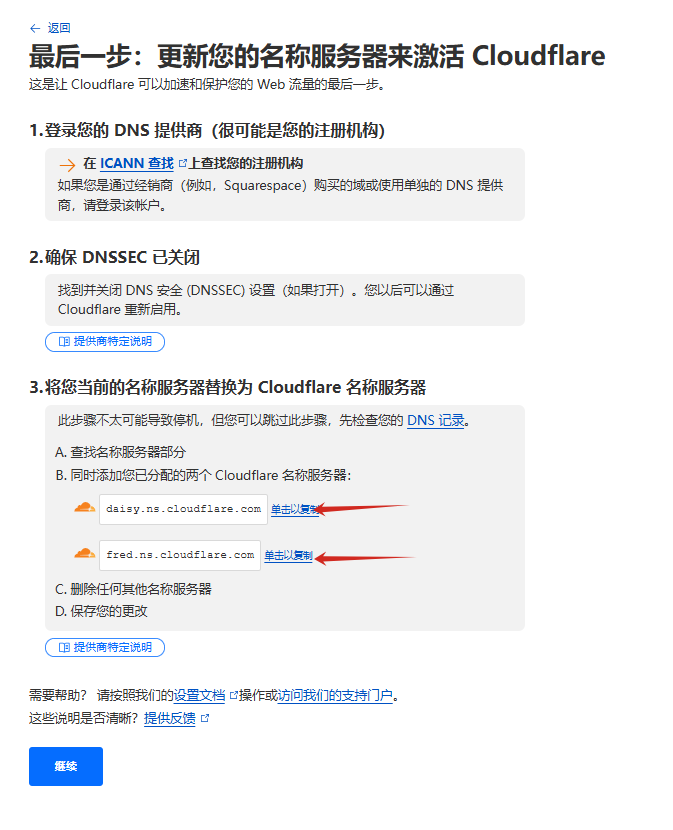 返回
最后一步：更新您的名称服务器来激活 Cloudflare
这是让 Cloudflare 可以加速和保护您的 Web 流量的最后一步。
1.登录您的 DNS 提供商（很可能是您的注册机构）
在 ICANN 查找 上查找您的注册机构
如果您是通过经销商（例如，Squarespace）购买的域或使用单独的 DNS 提供
商，请登录该帐户。
2.确保 DNSSEC 已关闭
找到并关闭 DNS 安全 (DNSSEC) 设置（如果打开）。您以后可以通过
Cloudflare 重新启用。
提供商特定说明
3.将您当前的名称服务器替换为 Cloudflare 名称服务器
此步骤不太可能导致停机，但您可以跳过此步骤，先检查您的 DNS 记录。
A. 查找名称服务器部分
B. 同时添加您已分配的两个 Cloudflare 名称服务器：
daisy.ns.cloudflare.com 单击以复制
fred.ns.cloudflare.com 单击以复制
C. 删除任何其他名称服务器
D. 保存您的更改
提供商特定说明
需要帮助？ 请按照我们的设置文档 操作或访问我们的支持门户。
这些说明是否清晰？提供反馈
继续